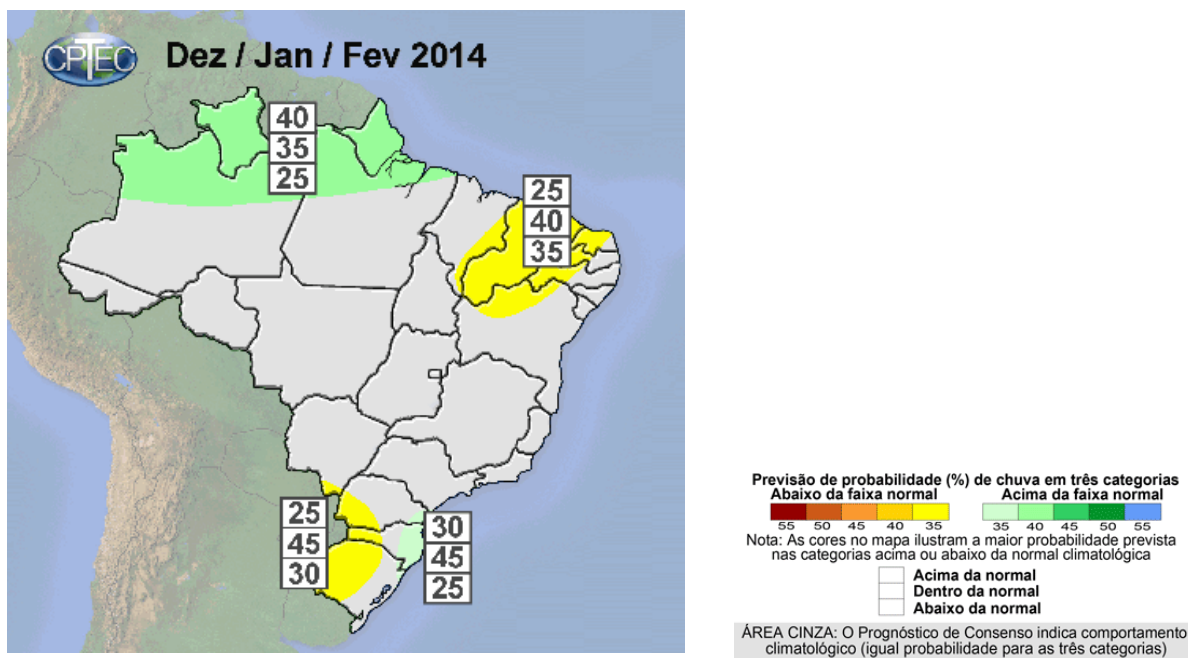 CPTEC
Dez / Jan / Fev 2014
40
35
25
25
40
35
25
45
30
30
45
25
Previsão de probabilidade (%) de chuva em três categorias
Abaixo da faixa normal Acima da faixa normal
55 50 45 40 35 35 40 45 50 55
Nota: As cores no mapa ilustram a maior probabilidade prevista
nas categorias acima ou abaixo da normal climatológica
Acima da normal
Dentro da normal
Abaixo da normal
ÁREA CINZA: O Prognóstico de Consenso indica comportamento
climatológico (igual probabilidade para as três categorias)